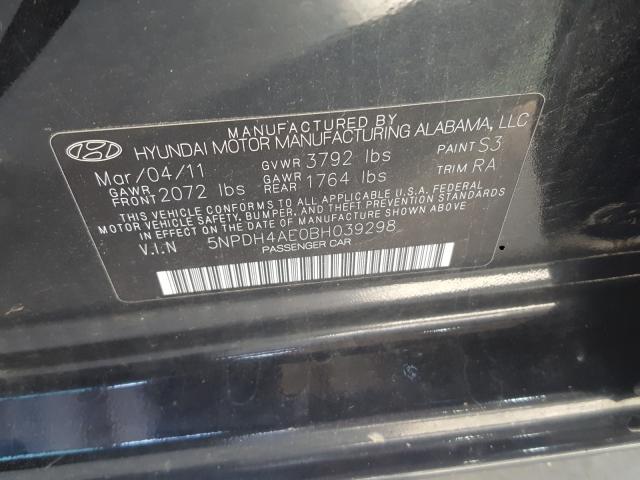 MANUFACTURED BY
HYUNDAI MOTOR MANUFACTURING ALABAMA, LLC
Mar/04/11 GVWR 3792 lbs PAINT S3
GAWR FRONT 2072 lbs GAWR REAR 1764 lbs TRIM RA
THIS VEHICLE CONFORMS TO ALL APPLICABLE U.S.A. FEDERAL
MOTOR VEHICLE SAFETY, BUMPER, AND THEFT PREVENTION STANDARDS
IN EFFECT ON THE DATE OF MANUFACTURE SHOWN ABOVE.
V.I.N 5NPDH4AE0BH039298
PASSENGER CAR